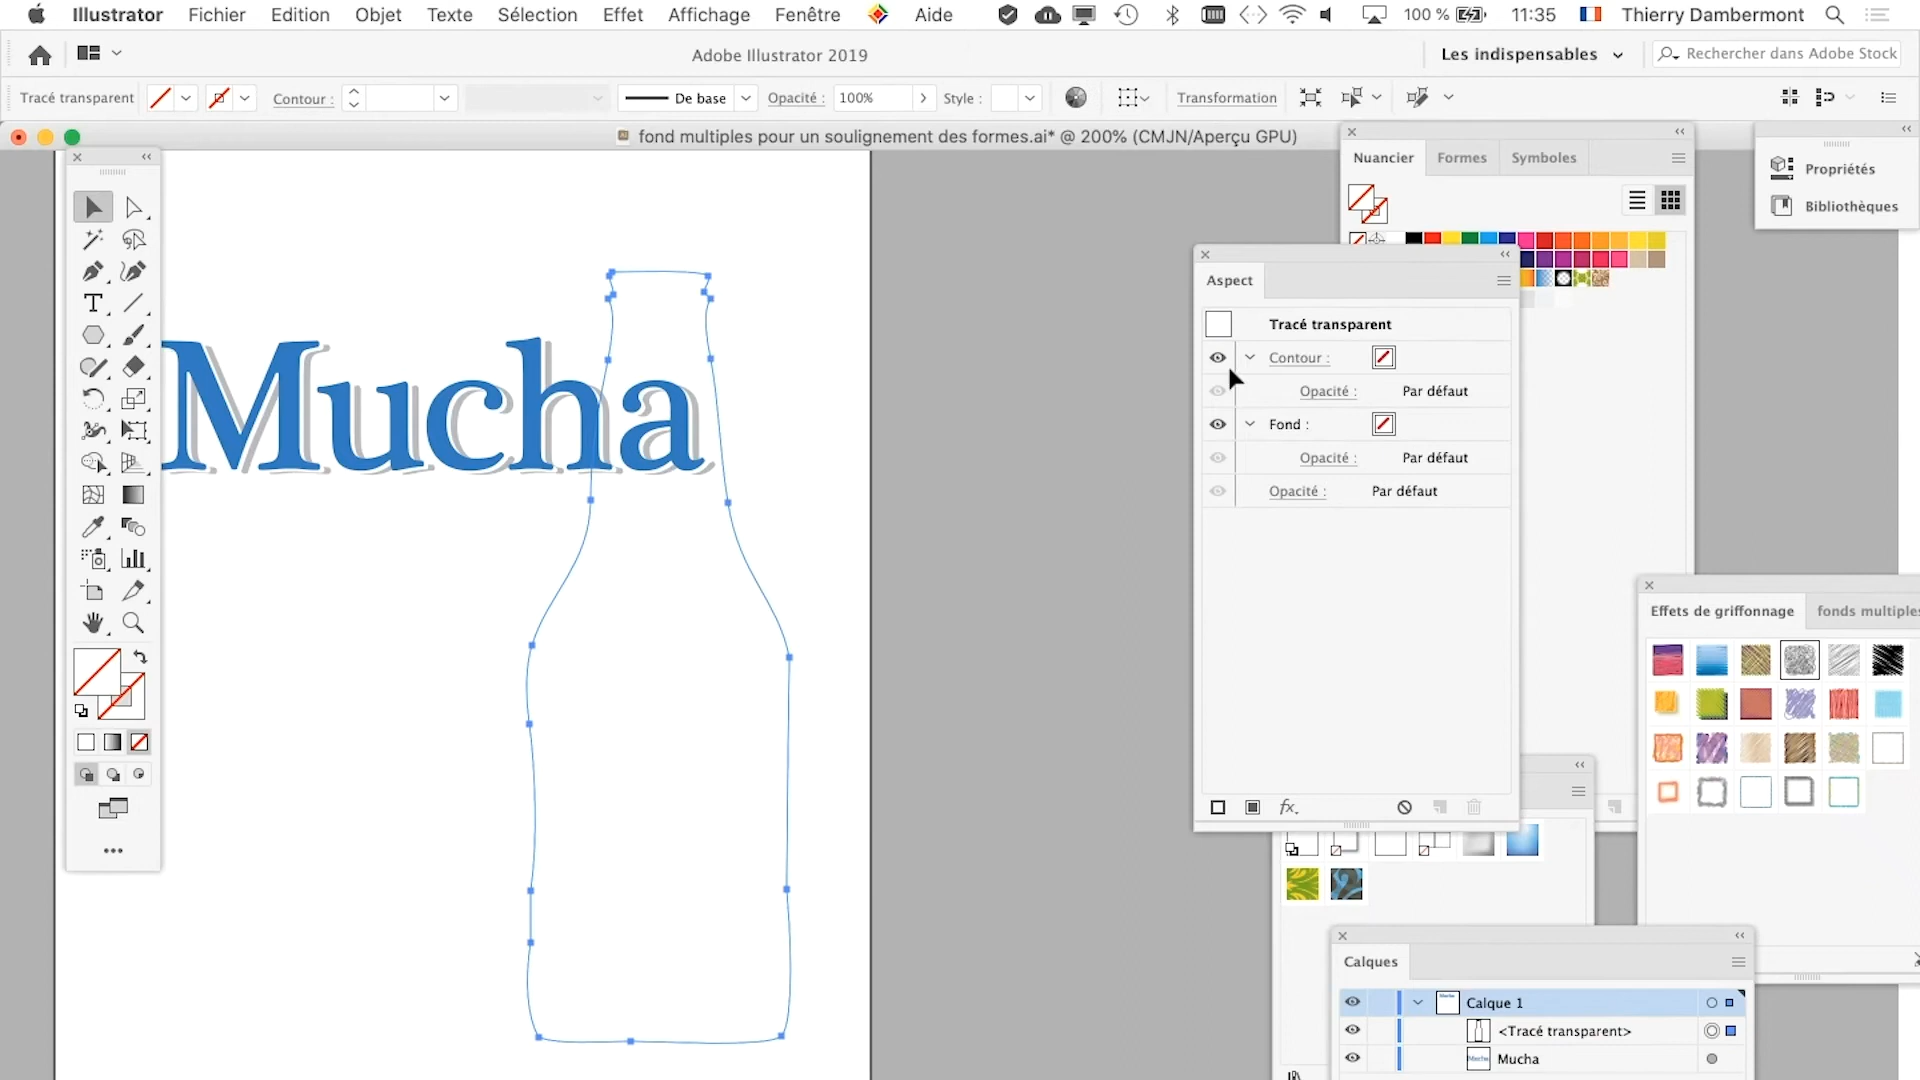 Illustrator Fichier Edition Objet Texte Sélection Effet Affichage Fenêtre Aide 100 % 11:35 Thierry Dambermont
Adobe Illustrator 2019 Les indispensables Rechercher dans Adobe Stock
Tracé transparent Contour : De base Opacité : 100% Style : Transformation
fond multiples pour un soulignement des formes.ai* @ 200% (CMJN/Aperçu GPU)
Nuancier Formes Symboles
Propriétés
Bibliothèques
Aspect
Tracé transparent
Contour :
Opacité : Par défaut
Fond :
Opacité : Par défaut
Opacité : Par défaut
Mucha
Effets de griffonnage fonds multiples
fx
Calques
Calque 1
<Tracé transparent>
Mucha